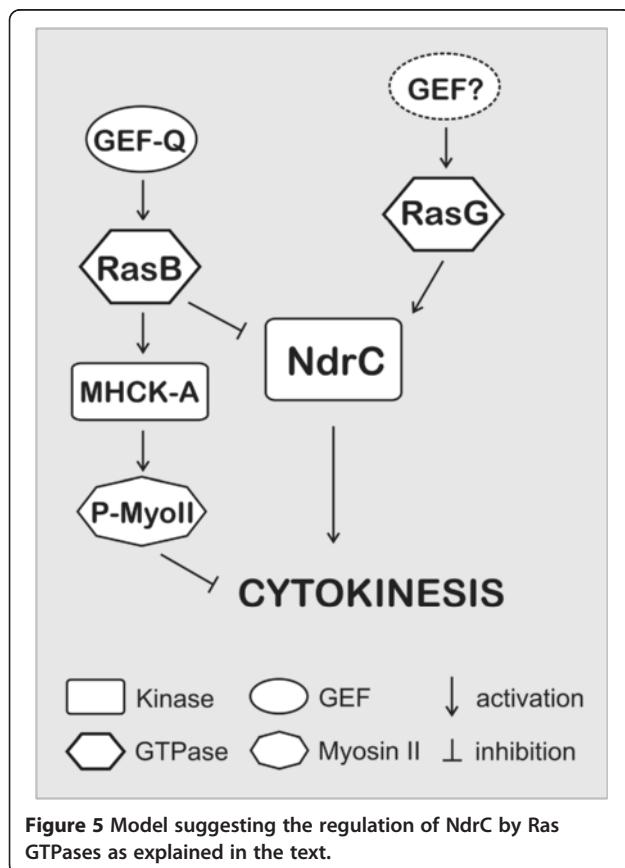 GEF?
GEF-Q
RasG
RasB
NdrC
MHCK-A
P-MyoII
CYTOKINESIS
Kinase
GEF
activation
GTPase
Myosin II
inhibition
Figure 5 Model suggesting the regulation of NdrC by Ras
GTPases as explained in the text.